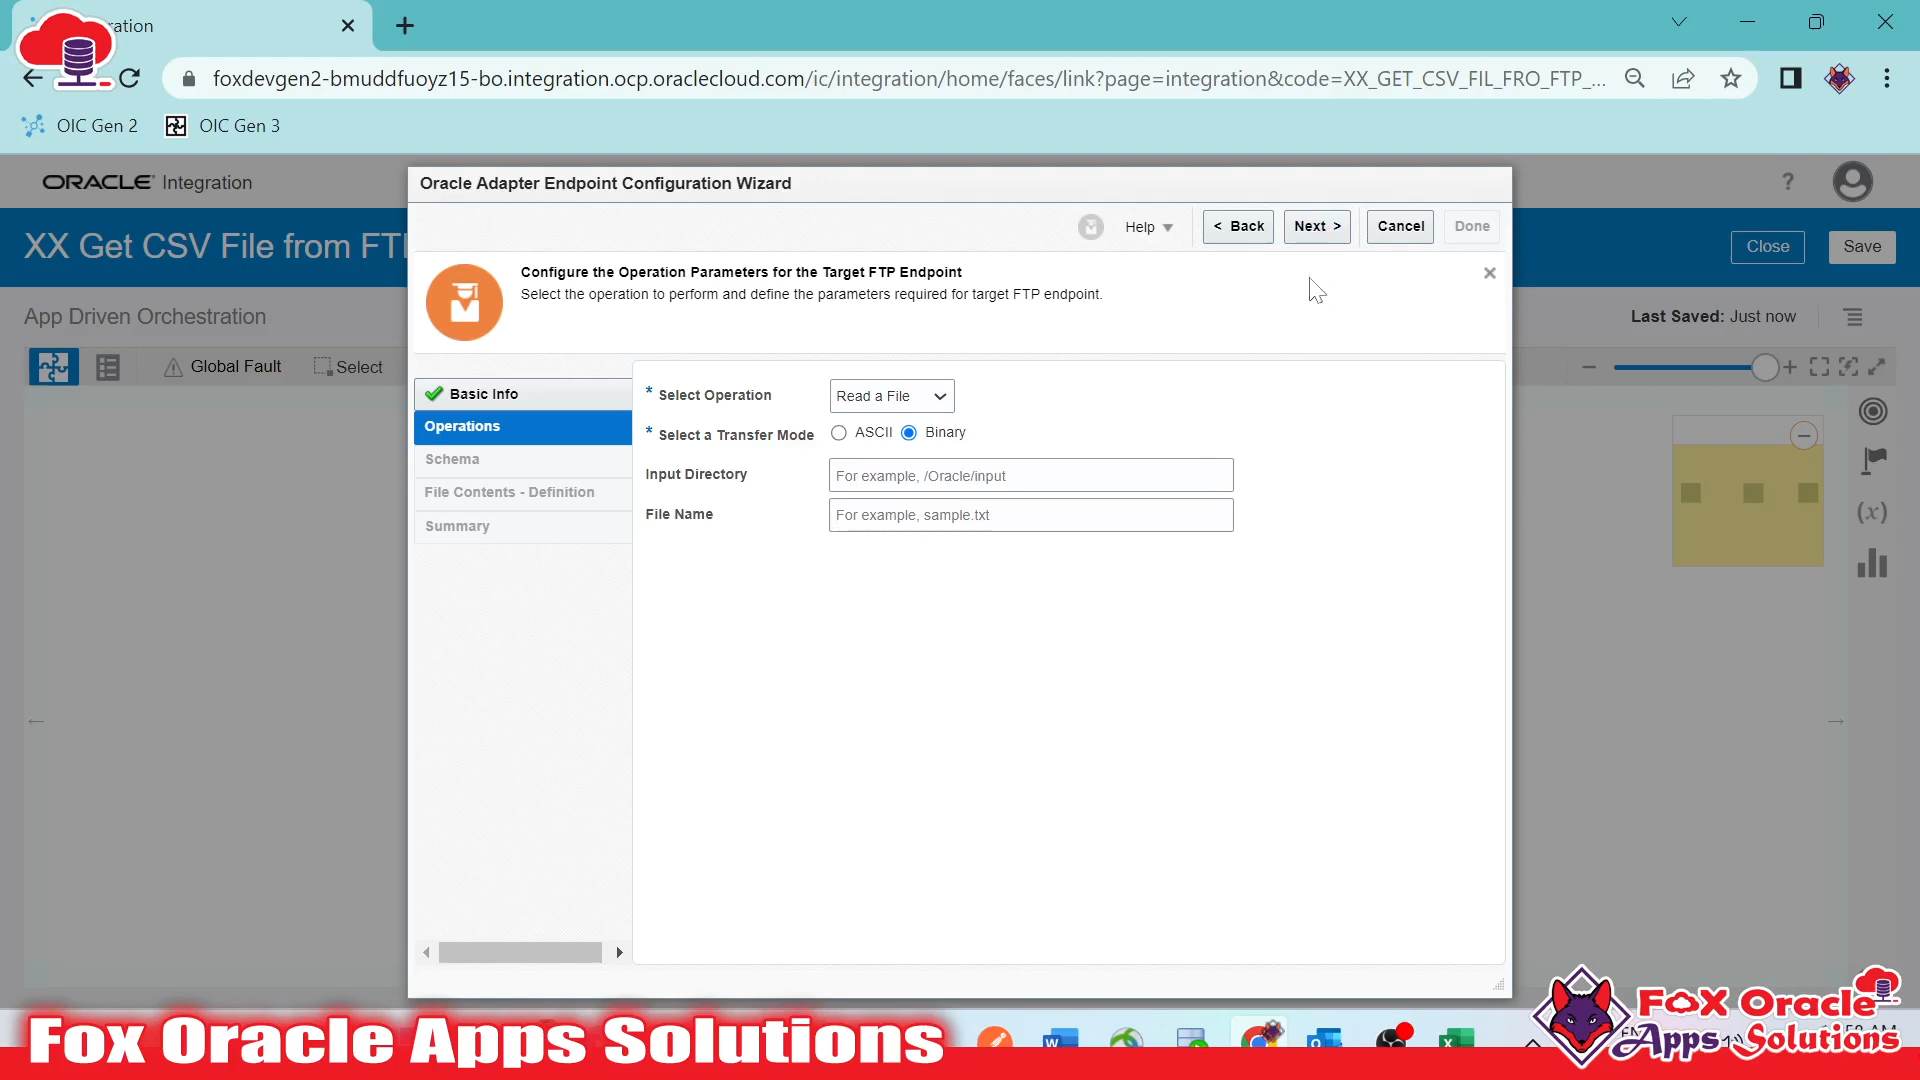 ration
foxdevgen2-bmuddfuoyz15-bo.integration.ocp.oraclecloud.com/ic/integration/home/faces/link?page=integration&code=XX_GET_CSV_FIL_FRO_FTP_...
OIC Gen 2
OIC Gen 3
ORACLE Integration
?
XX Get CSV File from FTI
Close
Save
App Driven Orchestration
Last Saved: Just now
Global Fault
Select
(x)
Oracle Adapter Endpoint Configuration Wizard
Help
< Back
Next >
Cancel
Done
Configure the Operation Parameters for the Target FTP Endpoint
Select the operation to perform and define the parameters required for target FTP endpoint.
Basic Info
Operations
Schema
File Contents - Definition
Summary
* Select Operation
Read a File
* Select a Transfer Mode
ASCII
Binary
Input Directory
For example, /Oracle/input
File Name
For example, sample.txt
Fox Oracle Apps Solutions
FoX Oracle
Apps Solutions